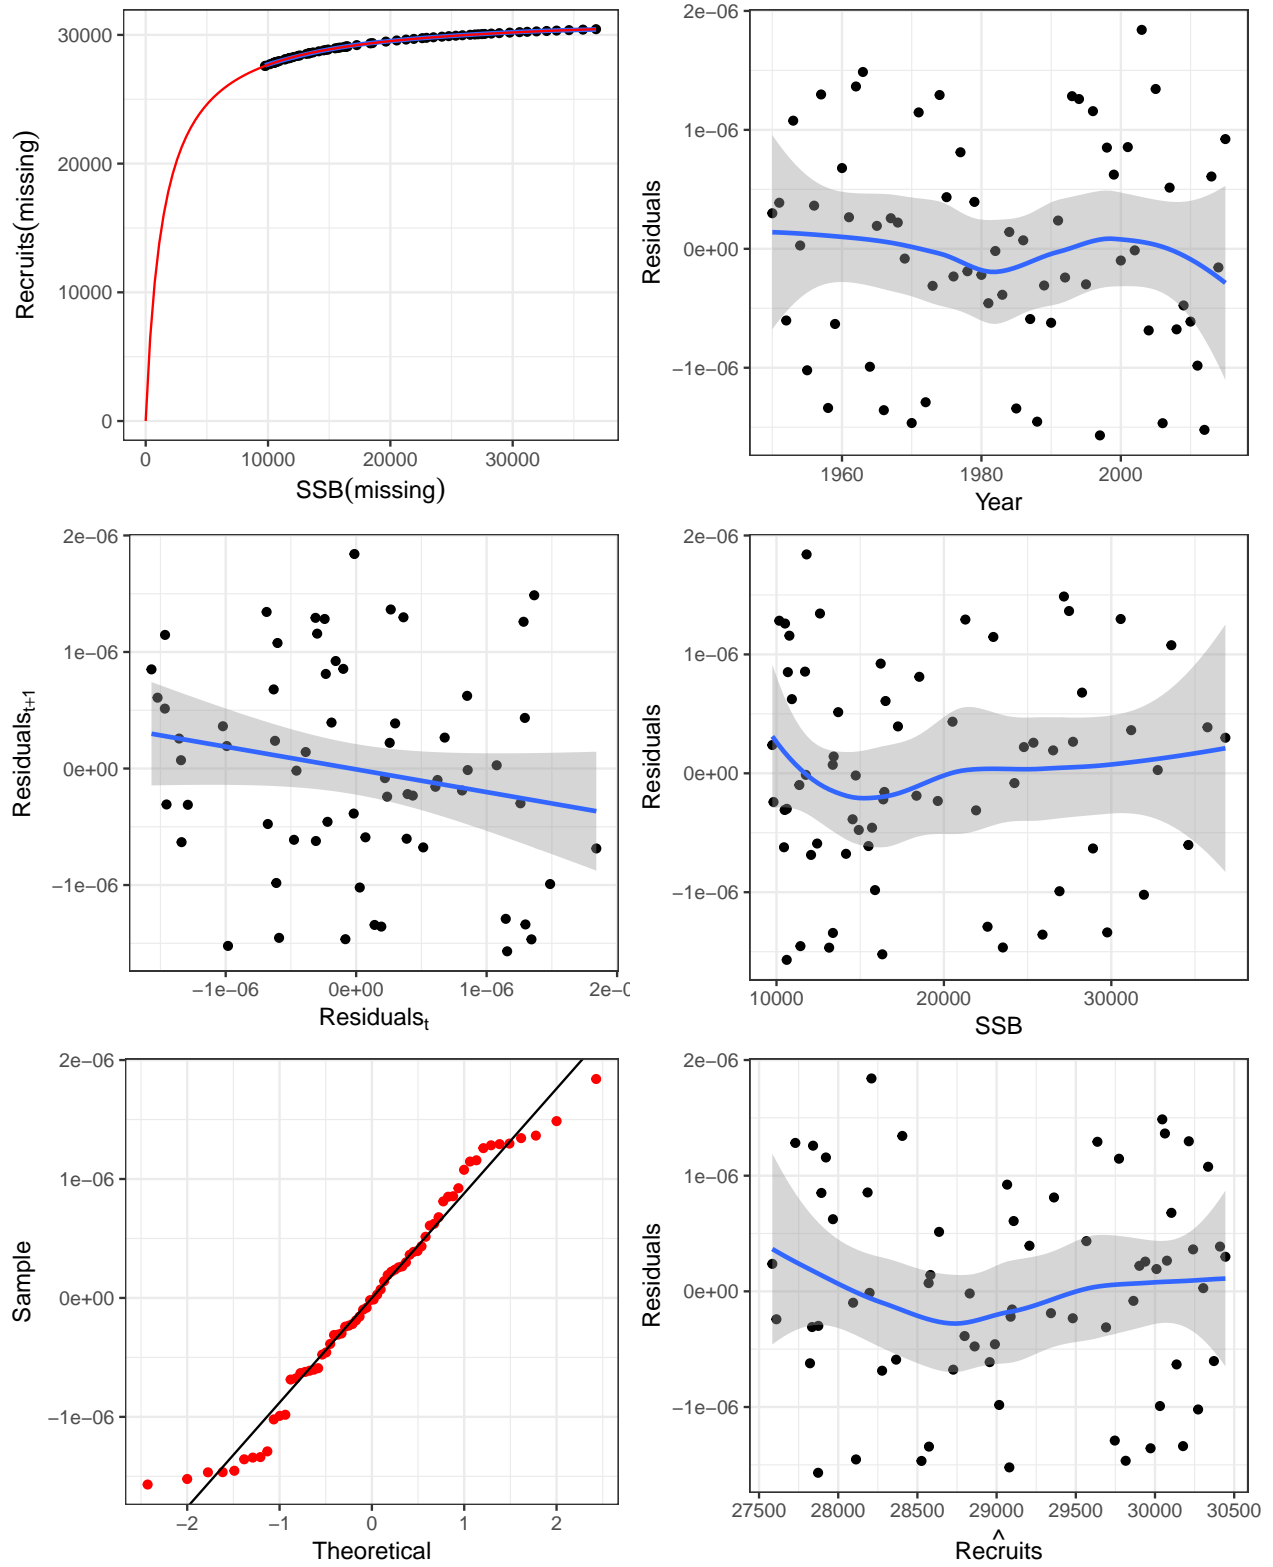 30000
20000
10000
0
Recruits(missing)
0 10000 20000 30000
SSB(missing)
2e−06
1e−06
0e+00
−1e−06
Residuals
1960 1980 2000
Year
2e−06
1e−06
0e+00
−1e−06
Residualst+1
−1e−06 0e+00 1e−06 2e−0
Residualst
2e−06
1e−06
0e+00
−1e−06
Residuals
10000 20000 30000
SSB
2e−06
1e−06
0e+00
−1e−06
Sample
−2 −1 0 1 2
Theoretical
2e−06
1e−06
0e+00
−1e−06
Residuals
27500 28000 28500 29000 29500 30000 30500
^
Recruits